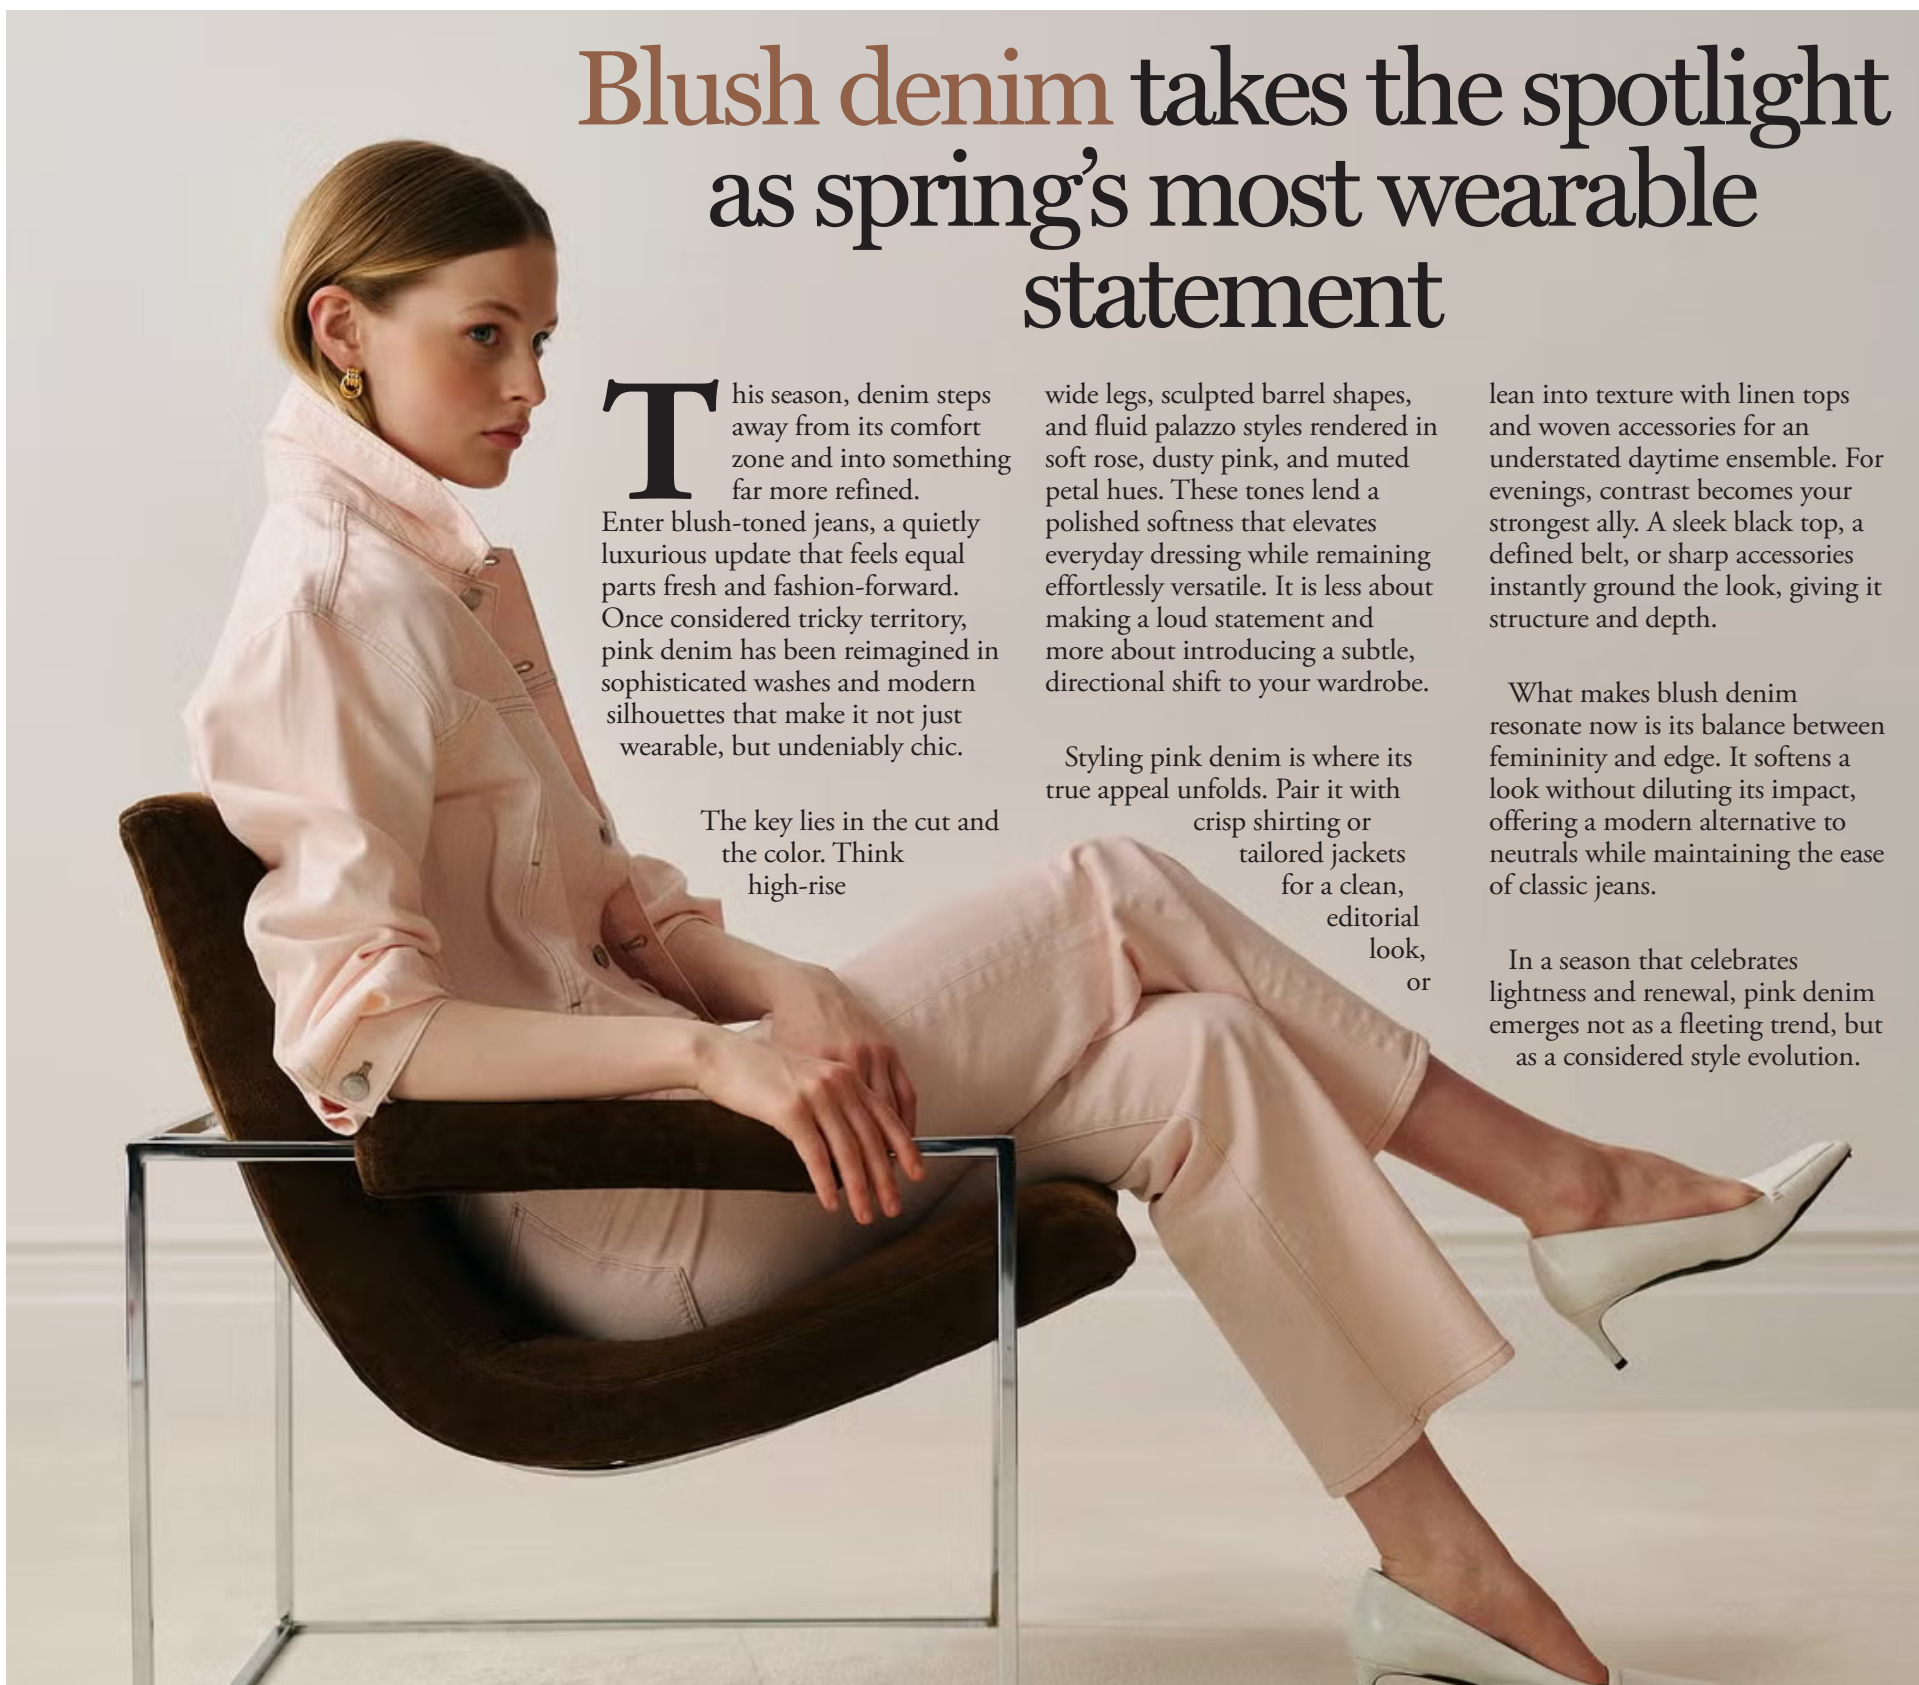 Blush denim takes the spotlight
as spring’s most wearable
statement
This season, denim steps
away from its comfort
zone and into something
far more refined.
Enter blush-toned jeans, a quietly
luxurious update that feels equal
parts fresh and fashion-forward.
Once considered tricky territory,
pink denim has been reimagined in
sophisticated washes and modern
silhouettes that make it not just
wearable, but undeniably chic.
The key lies in the cut and
the color. Think
high-rise
wide legs, sculpted barrel shapes,
and fluid palazzo styles rendered in
soft rose, dusty pink, and muted
petal hues. These tones lend a
polished softness that elevates
everyday dressing while remaining
effortlessly versatile. It is less about
making a loud statement and
more about introducing a subtle,
directional shift to your wardrobe.
Styling pink denim is where its
true appeal unfolds. Pair it with
crisp shirting or
tailored jackets
for a clean,
editorial
look,
or
lean into texture with linen tops
and woven accessories for an
understated daytime ensemble. For
evenings, contrast becomes your
strongest ally. A sleek black top, a
defined belt, or sharp accessories
instantly ground the look, giving it
structure and depth.
What makes blush denim
resonate now is its balance between
femininity and edge. It softens a
look without diluting its impact,
offering a modern alternative to
neutrals while maintaining the ease
of classic jeans.
In a season that celebrates
lightness and renewal, pink denim
emerges not as a fleeting trend, but
as a considered style evolution.